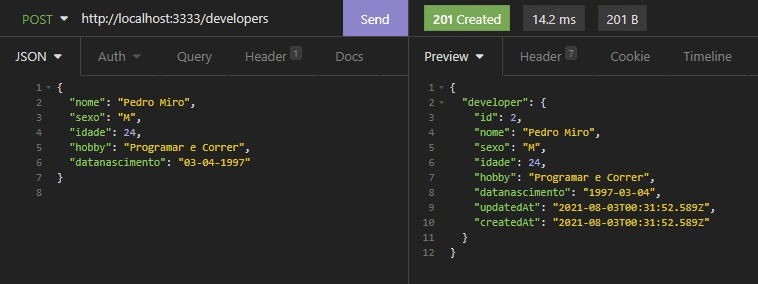 POST http://localhost:3333/developers Send 201 Created 14.2 ms 201 B
JSON Auth Query Header 1 Docs
1 {
2 "nome": "Pedro Miro",
3 "sexo": "M",
4 "idade": 24,
5 "hobby": "Programar e Correr",
6 "datanascimento": "03-04-1997"
7 }
8
Preview Header 7 Cookie Timeline
1 {
2 "developer": {
3 "id": 2,
4 "nome": "Pedro Miro",
5 "sexo": "M",
6 "idade": 24,
7 "hobby": "Programar e Correr",
8 "datanascimento": "1997-03-04",
9 "updatedAt": "2021-08-03T00:31:52.589Z",
10 "createdAt": "2021-08-03T00:31:52.589Z"
11 }
12 }